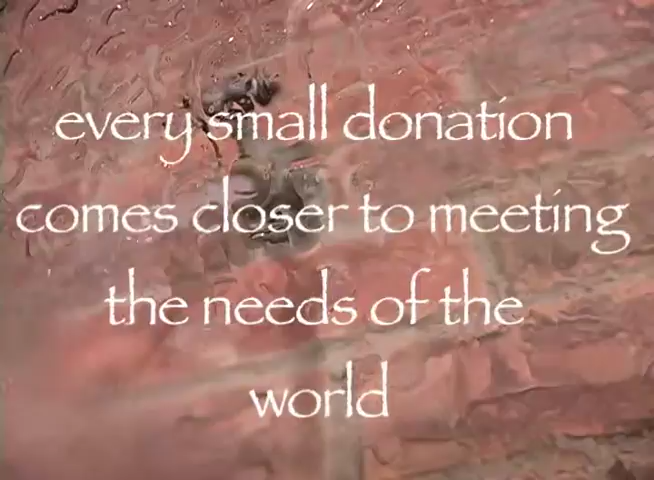 every small donation
comes closer to meeting
the needs of the
world